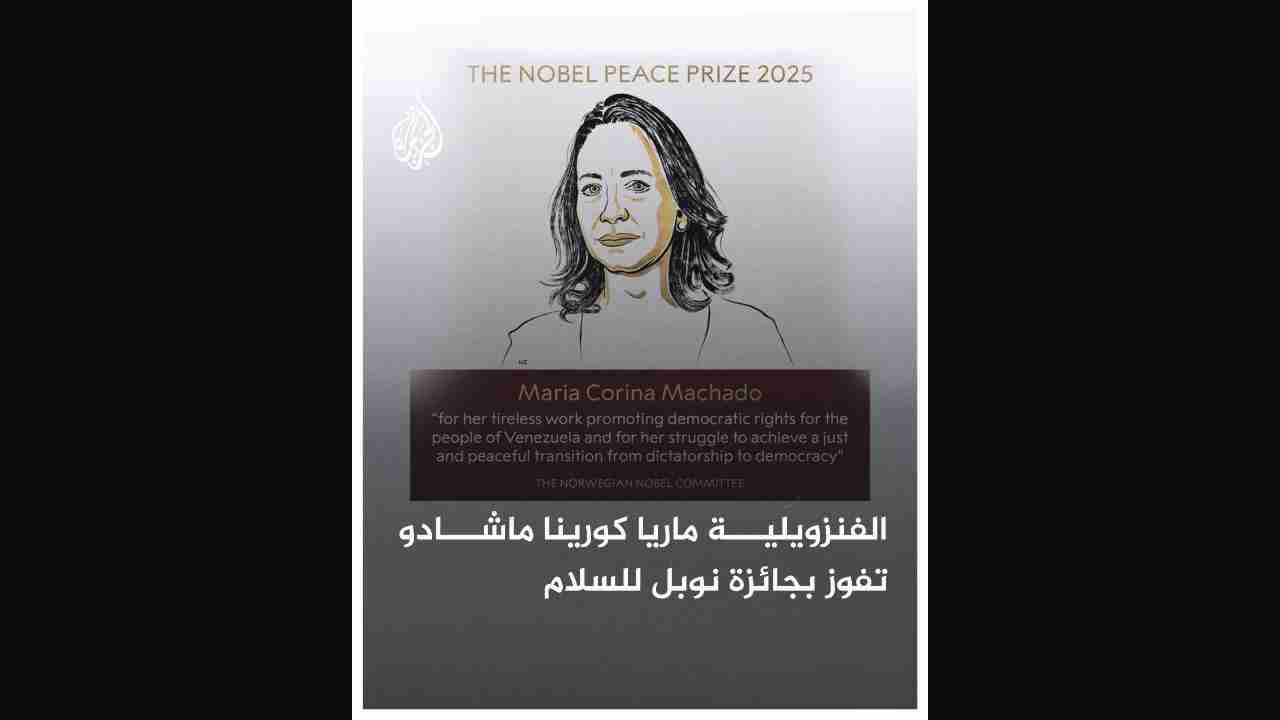 THE NOBEL PEACE PRIZE 2025
Maria Corina Machado
“for her tireless work promoting democratic rights for the
people of Venezuela and for her struggle to achieve a just
and peaceful transition from dictatorship to democracy”
THE NORWEGIAN NOBEL COMMITTEE
الفنزويليـــة ماريا كورينا ماشـــادو
تفوز بجائزة نوبل للسلام